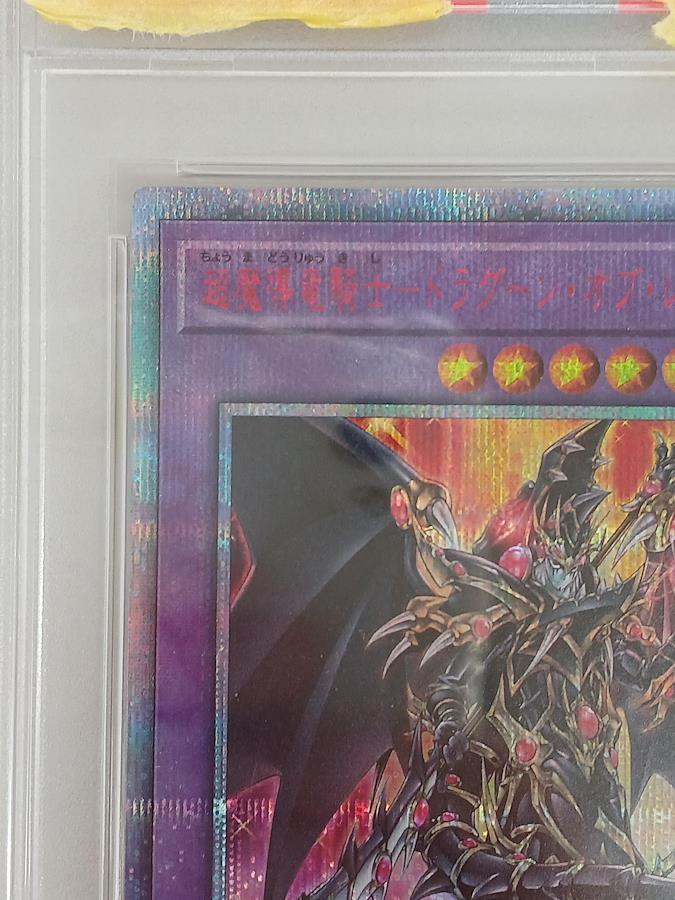 ちょう ま どう りゅう き し
超魔導竜騎士－ドラグーン・オブ・レ